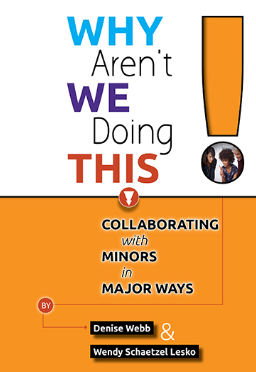 WHY
Aren't
WE
Doing
THIS
!
COLLABORATING
with
MINORS
in
MAJOR WAYS
BY
Denise Webb
&
Wendy Schaetzel Lesko